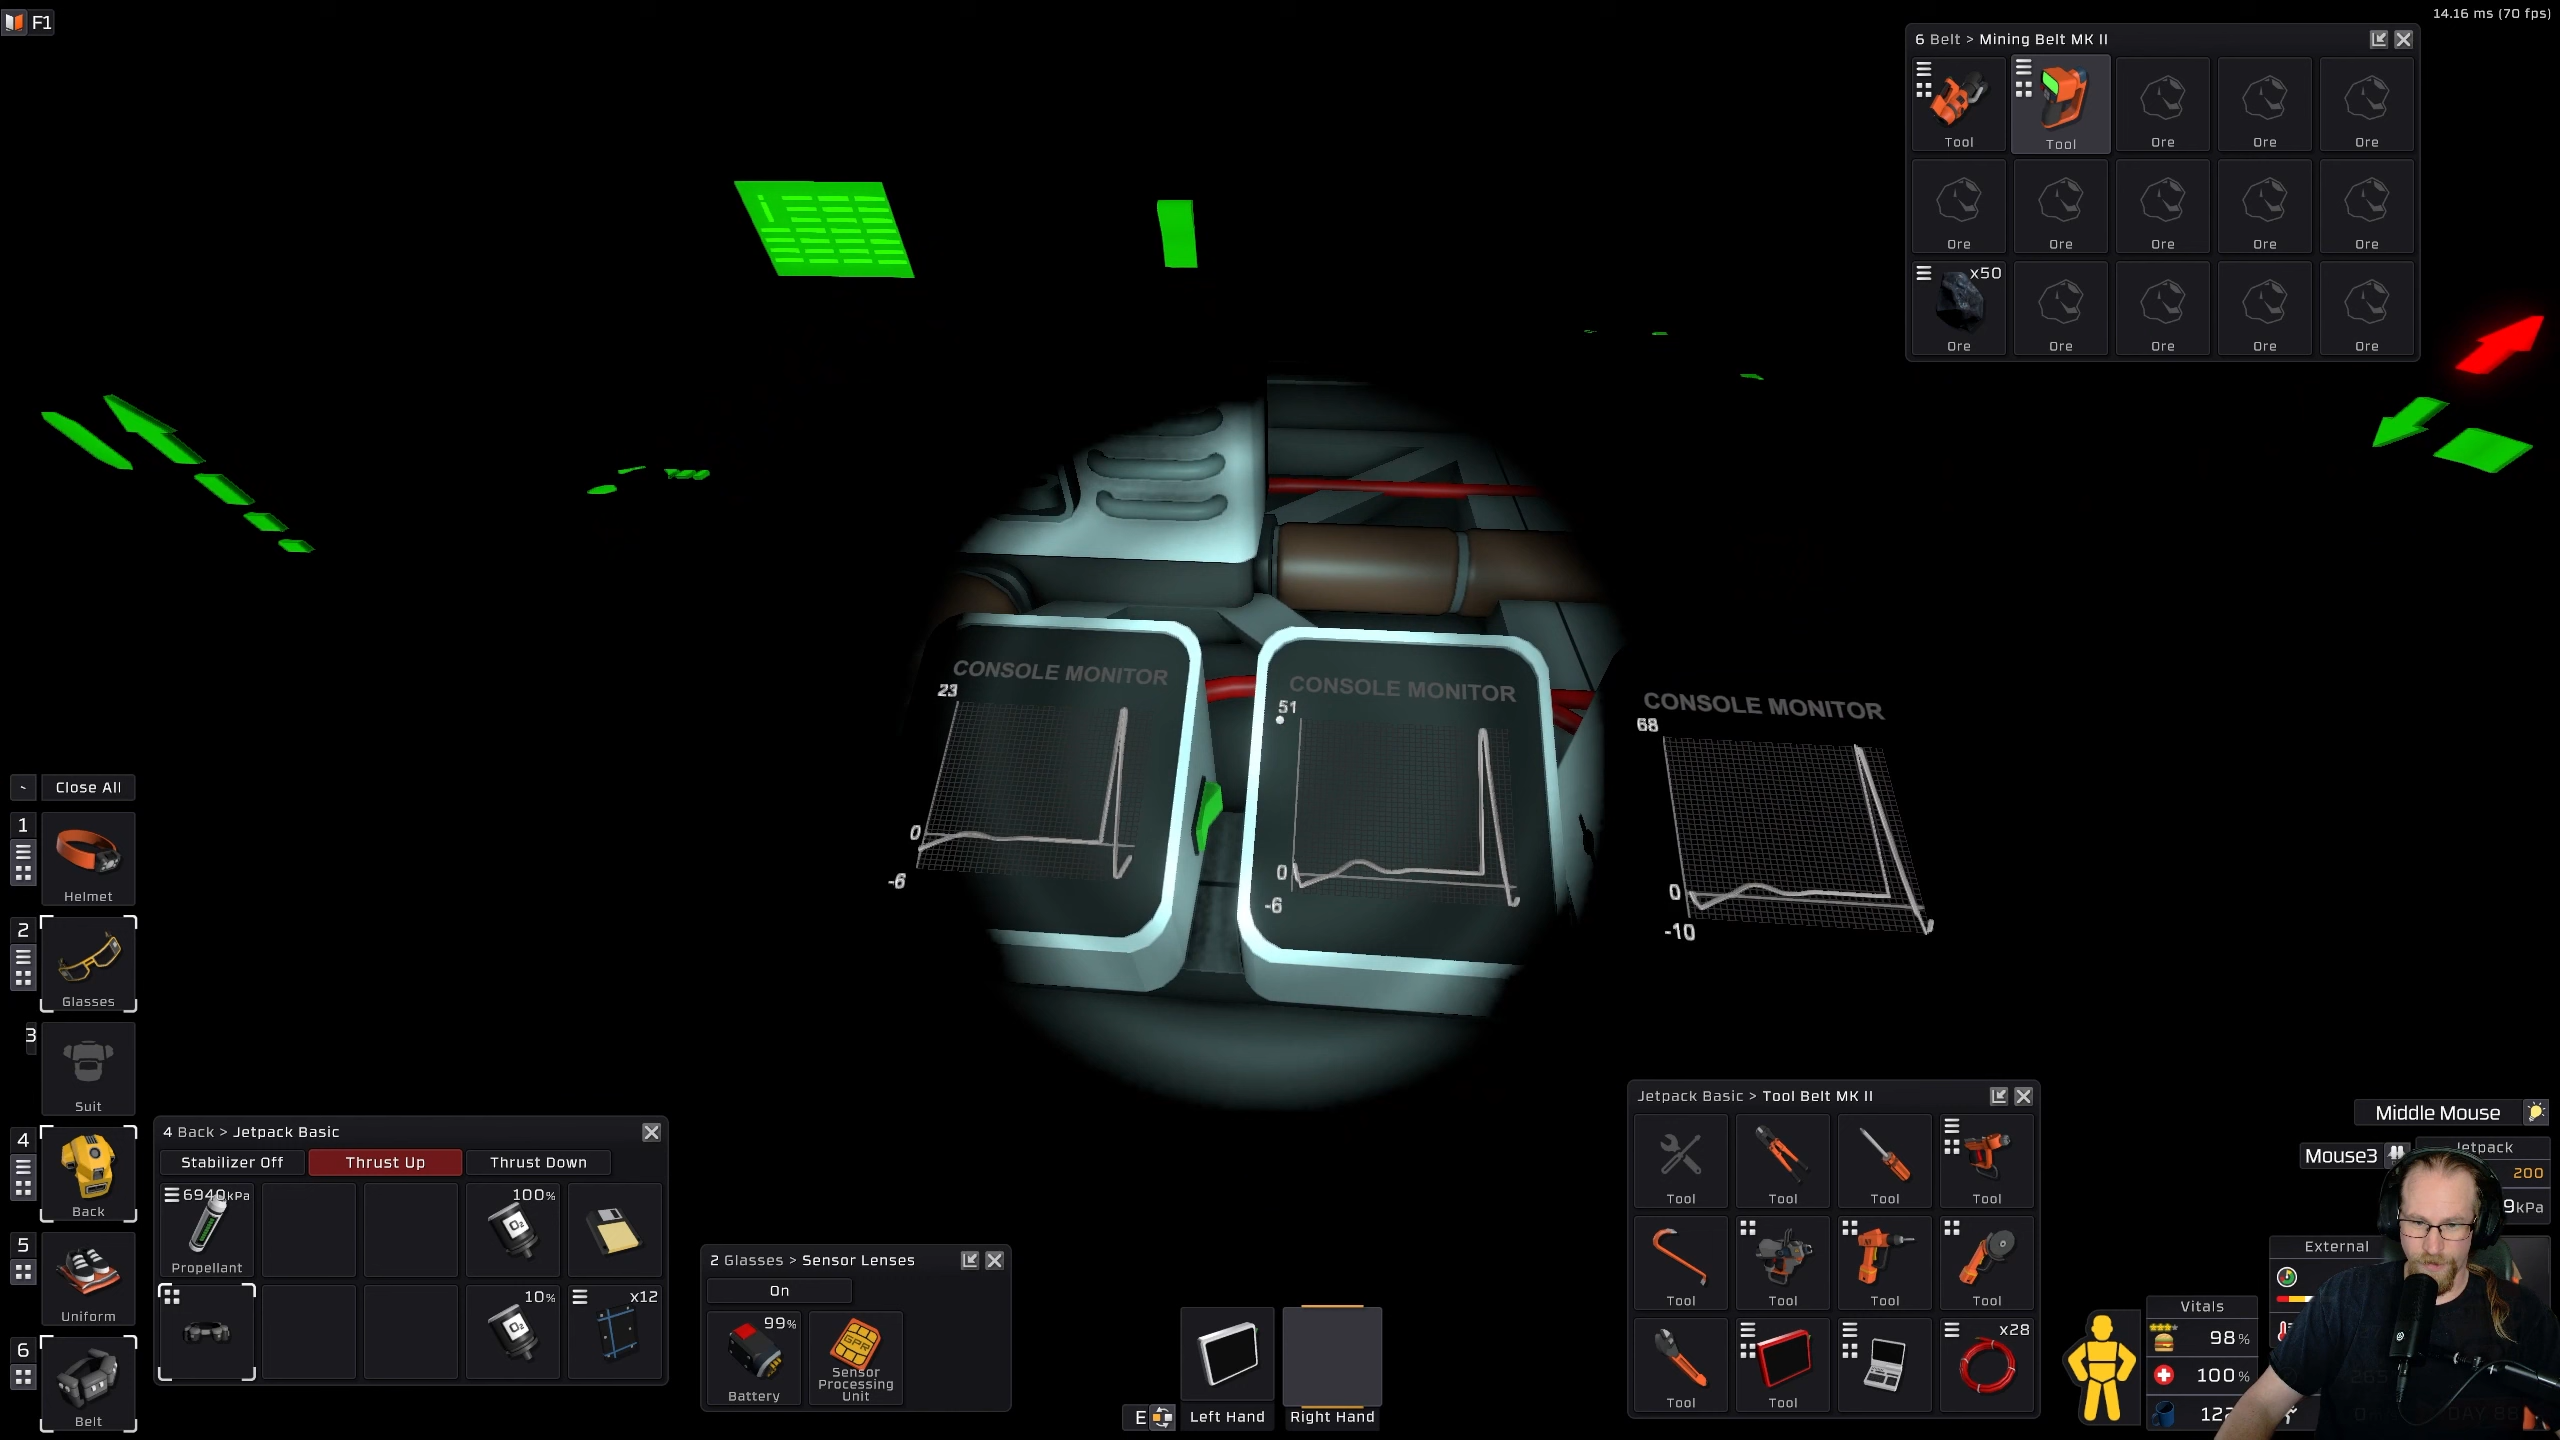 F1
14.16 ms (70 fps)
6 Belt > Mining Belt MK II
Tool
Tool
Ore
Ore
Ore
Ore
Ore
Ore
Ore
Ore
x50
Ore
Ore
Ore
Ore
Ore
CONSOLE MONITOR
23
0
-6
CONSOLE MONITOR
51
0
-6
CONSOLE MONITOR
68
0
-10
~ Close All
1
Helmet
2
Glasses
3
Suit
4
Back
5
Uniform
6
Belt
4 Back > Jetpack Basic
Stabilizer Off
Thrust Up
Thrust Down
6940kPa
100%
Propellant
10%
x12
2 Glasses > Sensor Lenses
On
99%
Battery
GPR
Sensor
Processing
Unit
E
Left Hand
Right Hand
Jetpack Basic > Tool Belt MK II
Tool
Tool
Tool
Tool
Tool
Tool
Tool
Tool
x28
Tool
Tool
Middle Mouse
Mouse3
Jetpack
200
9kPa
External
Vitals
98%
100%